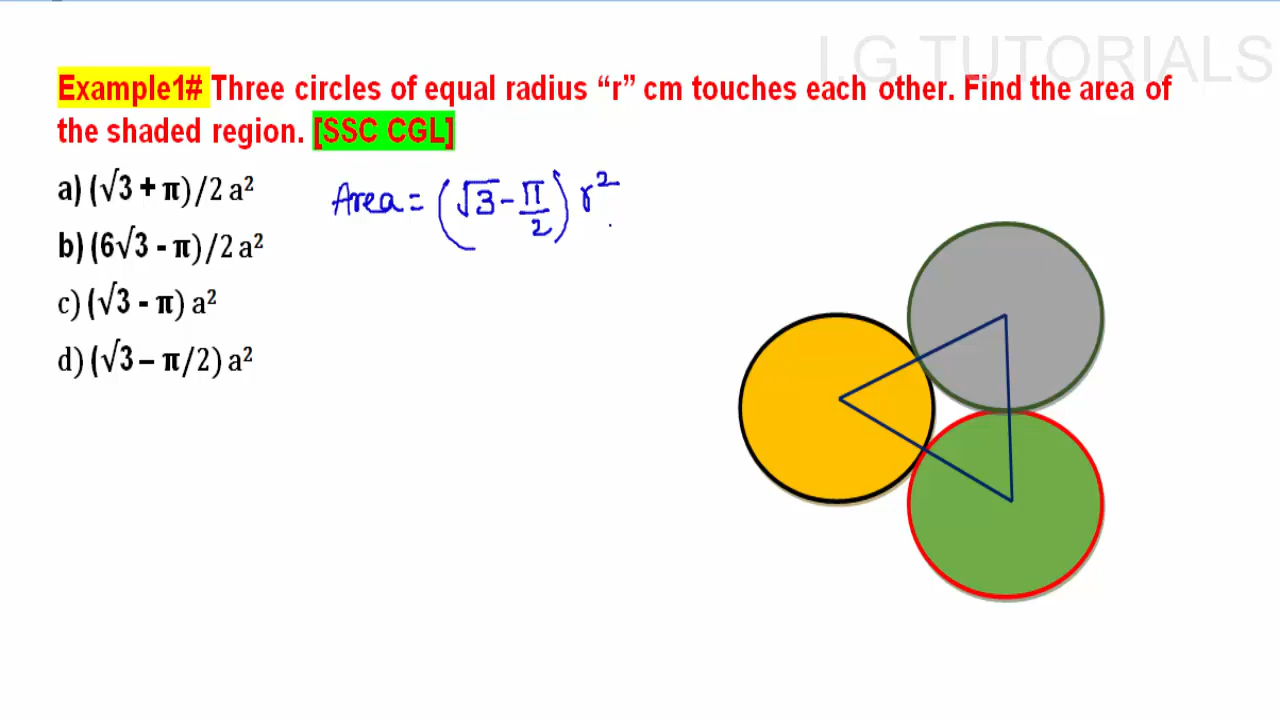 I.G TUTORIALS
Example1# Three circles of equal radius “r” cm touches each other. Find the area of
the shaded region. [SSC CGL]
a) (√3 + π)/2 a²
Area = (√3 - π/2) r²
b) (6√3 - π)/2 a²
c) (√3 - π) a²
d) (√3 – π/2) a²